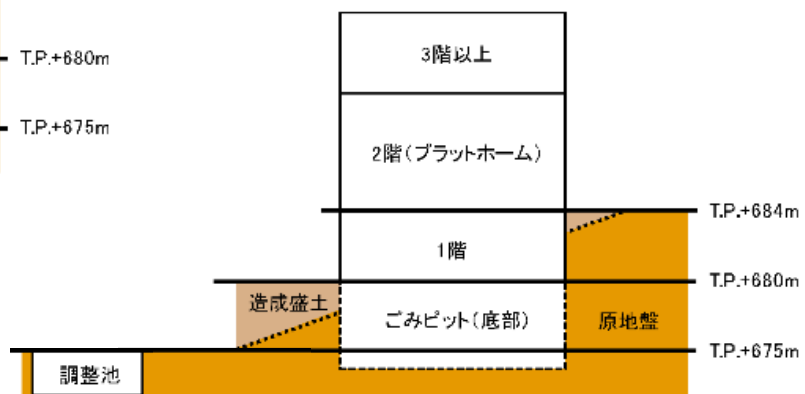 T.P.+680m
T.P.+675m
3階以上
2階(プラットホーム)
T.P.+684m
1階
T.P.+680m
造成盛土
ごみピット(底部)
原地盤
T.P.+675m
調整池